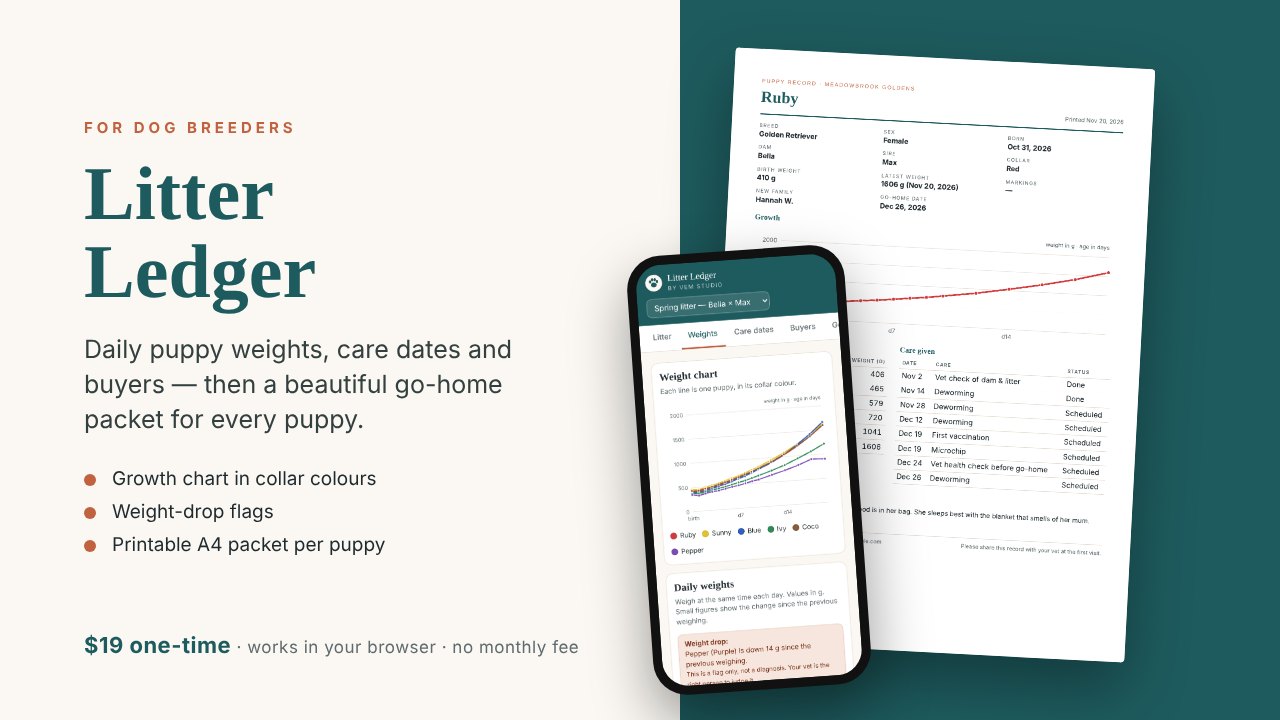 FOR DOG BREEDERS
Litter
Ledger
Daily puppy weights, care dates and
buyers — then a beautiful go-home
packet for every puppy.
Growth chart in collar colours
Weight-drop flags
Printable A4 packet per puppy
$19 one-time · works in your browser · no monthly fee
PUPPY RECORD · MEADOWBROOK GOLDENS
Ruby
Printed Nov 20, 2026
BREED SEX BORN
Golden Retriever Female Oct 31, 2026
DAM SIRE COLLAR
Bella Max Red
BIRTH WEIGHT LATEST WEIGHT MARKINGS
410 g 1606 g (Nov 20, 2026) —
NEW FAMILY GO-HOME DATE
Hannah W. Dec 26, 2026
Growth
2000 weight in g · age in days
d7 d14
Care given
WEIGHT (G) DATE CARE STATUS
406 Nov 2 Vet check of dam & litter Done
465 Nov 14 Deworming Done
579 Nov 28 Deworming Scheduled
720 Dec 12 Deworming Scheduled
1041 Dec 19 First vaccination Scheduled
1606 Dec 19 Microchip Scheduled
Dec 24 Vet health check before go-home Scheduled
Dec 26 Deworming Scheduled
is in her bag. She sleeps best with the blanket that smells of her mum.
Please share this record with your vet at the first visit.
Litter Ledger
BY VEM STUDIO
Spring litter — Bella × Max
Litter Weights Care dates Buyers
Weight chart
Each line is one puppy, in its collar colour.
weight in g · age in days
2000
1500
1000
500
0
birth d7 d14
Ruby Sunny Blue Ivy Coco
Pepper
Daily weights
Weigh at the same time each day. Values in g.
Small figures show the change since the previous
weighing.
Weight drop:
Pepper (Purple) is down 14 g since the
previous weighing.
This is a flag only, not a diagnosis. Your vet is the